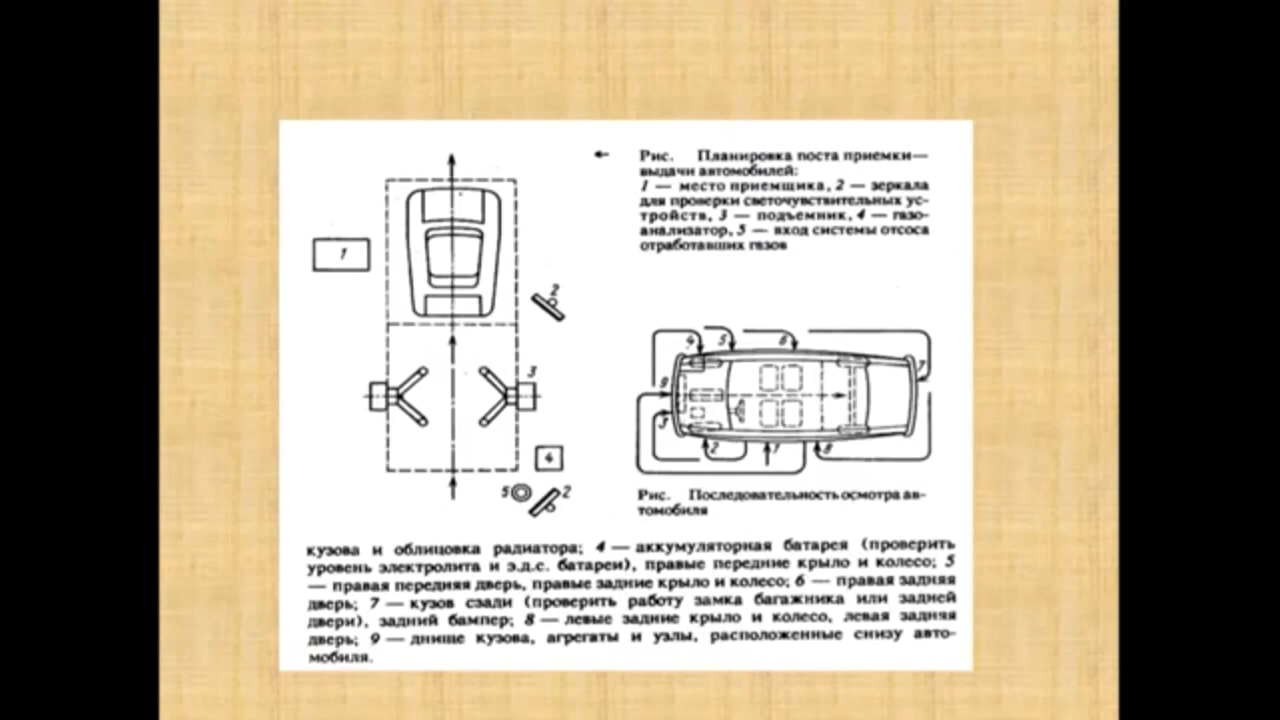 ← Рис. Планировка поста приемки—
выдачи автомобилей:
1 — место приемщика, 2 — зеркала
для проверки светочувствительных ус-
тройств, 3 — подъемник, 4 — газо-
анализатор, 5 — вход системы отсоса
отработавших газов
1
2
3
4
5
2
4
5
6
7
9
3
2
1
8
Рис. Последовательность осмотра ав-
томобиля
кузова и облицовка радиатора; 4 — аккумуляторная батарея (проверить
уровень электролита и э.д.с. батареи), правые передние крыло и колесо; 5
— правая передняя дверь, правые задние крыло и колесо; 6 — правая задняя
дверь; 7 — кузов сзади (проверить работу замка багажника или задней
двери), задний бампер; 8 — левые задние крыло и колесо, левая задняя
дверь; 9 — днище кузова, агрегаты и узлы, расположенные снизу авто-
мобиля.